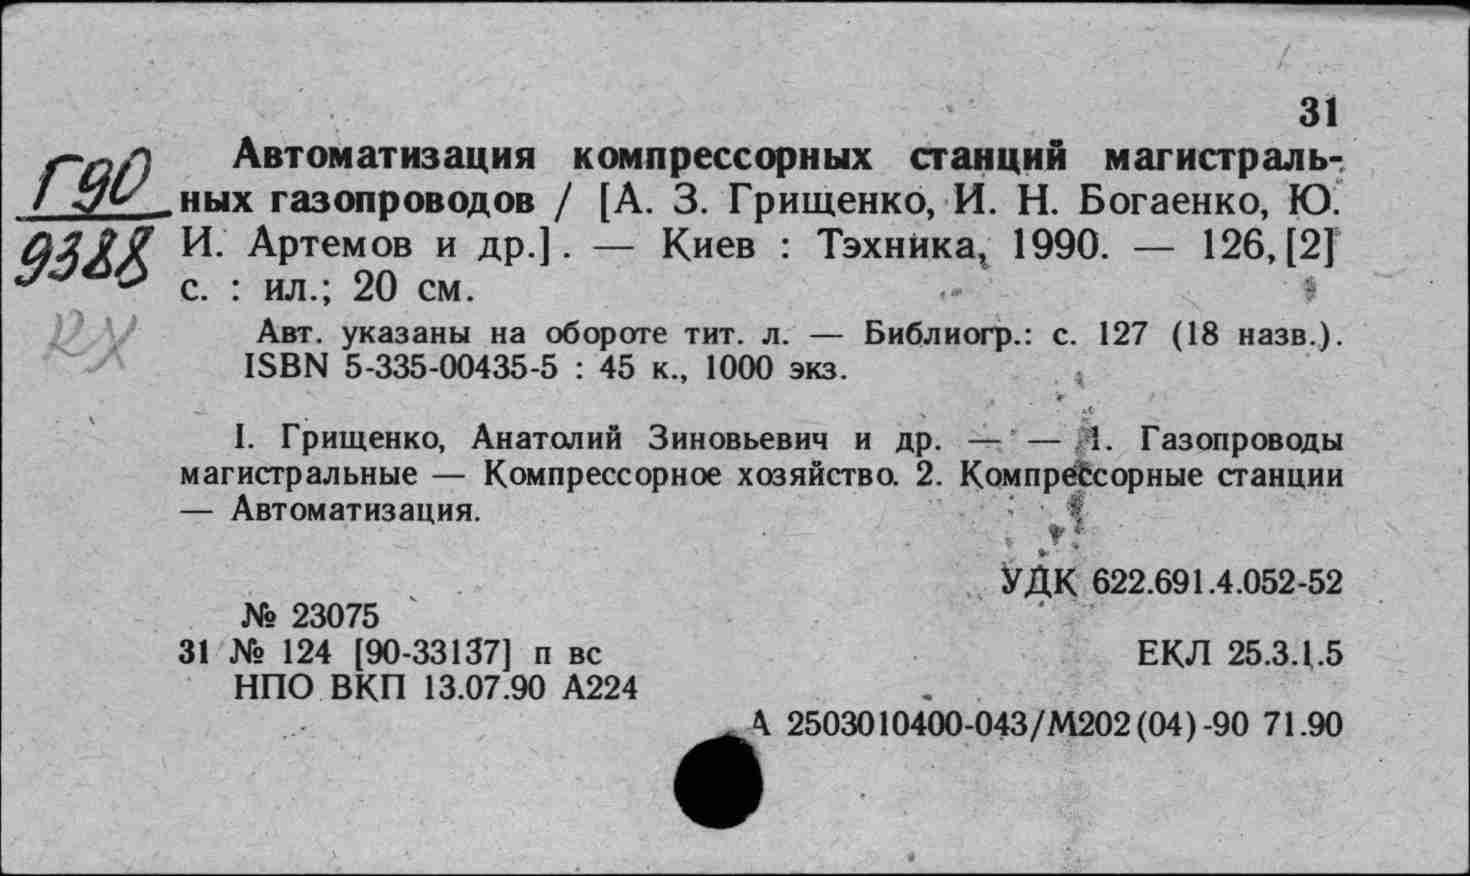 31
Г90
9388
Автоматизация компрессорных станций магистраль-
ных газопроводов / [А. З. Грищенко, И. Н. Богаенко, Ю.
И. Артемов и др.]. — Киев : Тэхника, 1990. — 126, [2]
с. : ил.; 20 см.
Авт. указаны на обороте тит. л. — Библиогр.: с. 127 (18 назв.).
ISBN 5-335-00435-5 : 45 к., 1000 экз.
I. Грищенко, Анатолий Зиновьевич и др. — — 1. Газопроводы
магистральные — Компрессорное хозяйство. 2. Компрессорные станции
— Автоматизация.
УДК 622.691.4.052-52
№ 23075
31 № 124 [90-33137] п вс
ЕКЛ 25.3.1.5
НПО ВКП 13.07.90 А224
А 2503010400-043/М202(04)-90 71.90